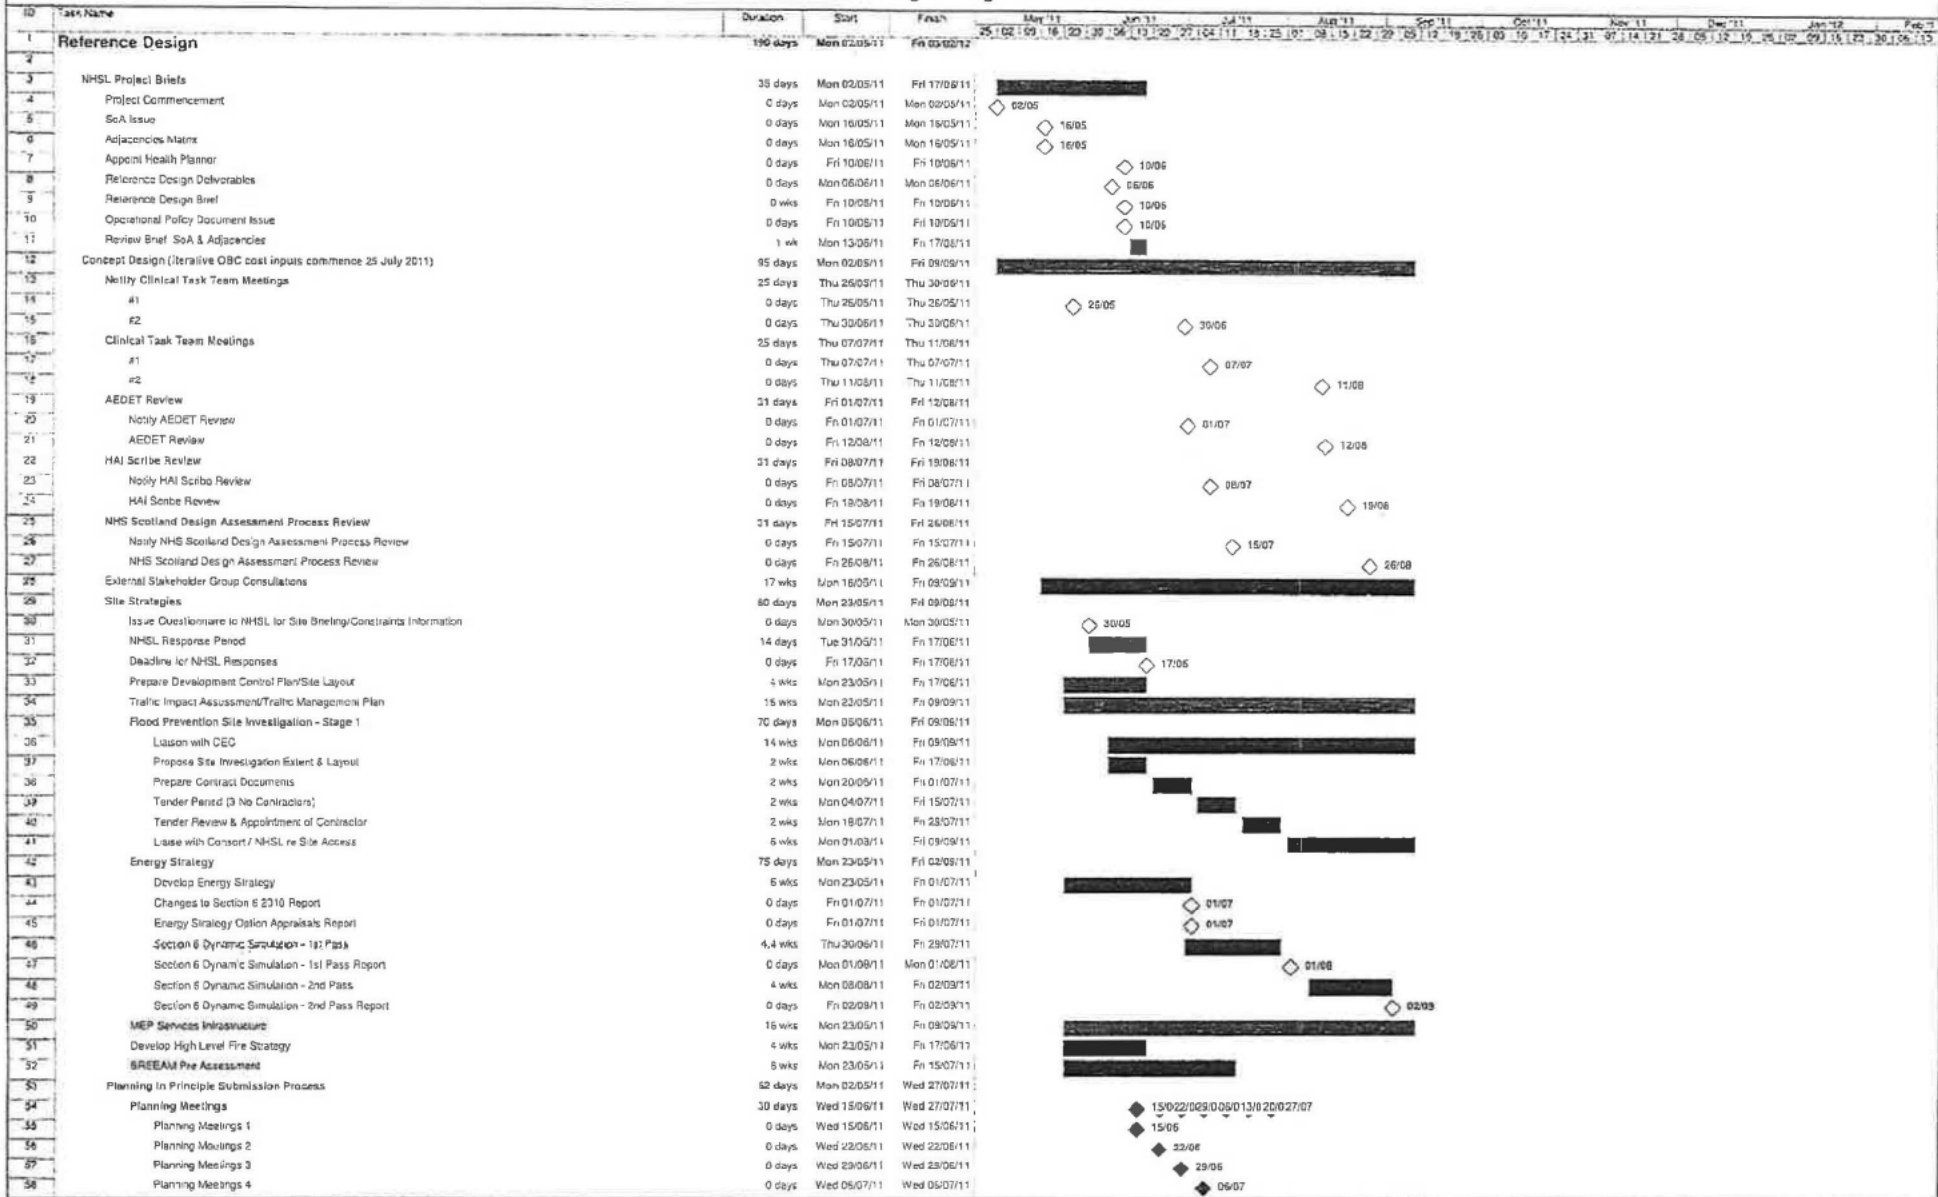 ID Task Name Duration Start Finish May '11 Jun '11 Jul '11 Aug '11 Sep '11 Oct '11 Nov '11 Dec '11 Jan '12 Feb '1
1 Reference Design 190 days Mon 02/05/11 Fri 03/02/12
2
3 NHSL Project Briefs 35 days Mon 02/05/11 Fri 17/06/11
4 Project Commencement 0 days Mon 02/05/11 Mon 02/05/11 02/05
5 SoA Issue 0 days Mon 16/05/11 Mon 16/05/11 16/05
6 Adjacencies Matrix 0 days Mon 16/05/11 Mon 16/05/11 16/05
7 Appoint Health Planner 0 days Fri 10/06/11 Fri 10/06/11 10/06
8 Reference Design Deliverables 0 days Mon 06/06/11 Mon 06/06/11 06/06
9 Reference Design Brief 0 wks Fri 10/06/11 Fri 10/06/11 10/06
10 Operational Policy Document Issue 0 days Fri 10/06/11 Fri 10/06/11 10/06
11 Review Brief SoA & Adjacencies 1 wk Mon 13/06/11 Fri 17/06/11
12 Concept Design (iterative OBC cost inputs commence 25 July 2011) 95 days Mon 02/05/11 Fri 09/09/11
13 Notify Clinical Task Team Meetings 25 days Thu 26/05/11 Thu 30/06/11
14 #1 0 days Thu 26/05/11 Thu 26/05/11 26/05
15 #2 0 days Thu 30/06/11 Thu 30/06/11 30/06
16 Clinical Task Team Meetings 25 days Thu 07/07/11 Thu 11/08/11
17 #1 0 days Thu 07/07/11 Thu 07/07/11 07/07
18 #2 0 days Thu 11/08/11 Thu 11/08/11 11/08
19 AEDET Review 31 days Fri 01/07/11 Fri 12/08/11
20 Notify AEDET Review 0 days Fri 01/07/11 Fri 01/07/11 01/07
21 AEDET Review 0 days Fri 12/08/11 Fri 12/08/11 12/08
22 HAI Scribe Review 31 days Fri 08/07/11 Fri 19/08/11
23 Notify HAI Scribe Review 0 days Fri 08/07/11 Fri 08/07/11 08/07
24 HAI Scribe Review 0 days Fri 19/08/11 Fri 19/08/11 19/08
25 NHS Scotland Design Assessment Process Review 31 days Fri 15/07/11 Fri 26/08/11
26 Notify NHS Scotland Design Assessment Process Review 0 days Fri 15/07/11 Fri 15/07/11 15/07
27 NHS Scotland Design Assessment Process Review 0 days Fri 26/08/11 Fri 26/08/11 26/08
28 External Stakeholder Group Consultations 17 wks Mon 16/05/11 Fri 09/09/11
29 Site Strategies 80 days Mon 23/05/11 Fri 09/09/11
30 Issue Questionnaire to NHSL for Site Briefing/Constraints Information 0 days Mon 30/05/11 Mon 30/05/11 30/05
31 NHSL Response Period 14 days Tue 31/05/11 Fri 17/06/11
32 Deadline for NHSL Responses 0 days Fri 17/06/11 Fri 17/06/11 17/06
33 Prepare Development Control Plan/Site Layout 4 wks Mon 23/05/11 Fri 17/06/11
34 Traffic Impact Assessment/Traffic Management Plan 16 wks Mon 23/05/11 Fri 09/09/11
35 Flood Prevention Site Investigation - Stage 1 70 days Mon 06/06/11 Fri 09/09/11
36 Liaison with CEC 14 wks Mon 06/06/11 Fri 09/09/11
37 Propose Site Investigation Extent & Layout 2 wks Mon 06/06/11 Fri 17/06/11
38 Prepare Contract Documents 2 wks Mon 20/06/11 Fri 01/07/11
39 Tender Period (3 No Contractors) 2 wks Mon 04/07/11 Fri 15/07/11
40 Tender Review & Appointment of Contractor 2 wks Mon 18/07/11 Fri 29/07/11
41 Liaise with Consort / NHSL re Site Access 6 wks Mon 01/08/11 Fri 09/09/11
42 Energy Strategy 75 days Mon 23/05/11 Fri 02/09/11
43 Develop Energy Strategy 6 wks Mon 23/05/11 Fri 01/07/11
44 Changes to Section 6 2010 Report 0 days Fri 01/07/11 Fri 01/07/11 01/07
45 Energy Strategy Option Appraisals Report 0 days Fri 01/07/11 Fri 01/07/11 01/07
46 Section 6 Dynamic Simulation - 1st Pass 4.4 wks Thu 30/06/11 Fri 29/07/11
47 Section 6 Dynamic Simulation - 1st Pass Report 0 days Mon 01/08/11 Mon 01/08/11 01/08
48 Section 6 Dynamic Simulation - 2nd Pass 4 wks Mon 08/08/11 Fri 02/09/11
49 Section 6 Dynamic Simulation - 2nd Pass Report 0 days Fri 02/09/11 Fri 02/09/11 02/09
50 MEP Services Infrastructure 16 wks Mon 23/05/11 Fri 09/09/11
51 Develop High Level Fire Strategy 4 wks Mon 23/05/11 Fri 17/06/11
52 BREEAM Pre Assessment 8 wks Mon 23/05/11 Fri 15/07/11
53 Planning In Principle Submission Process 62 days Mon 02/05/11 Wed 27/07/11
54 Planning Meetings 30 days Wed 15/06/11 Wed 27/07/11 15/022/029/006/013/020/027/07
55 Planning Meetings 1 0 days Wed 15/06/11 Wed 15/06/11 15/06
56 Planning Meetings 2 0 days Wed 22/06/11 Wed 22/06/11 22/06
57 Planning Meetings 3 0 days Wed 29/06/11 Wed 29/06/11 29/06
58 Planning Meetings 4 0 days Wed 06/07/11 Wed 06/07/11 06/07